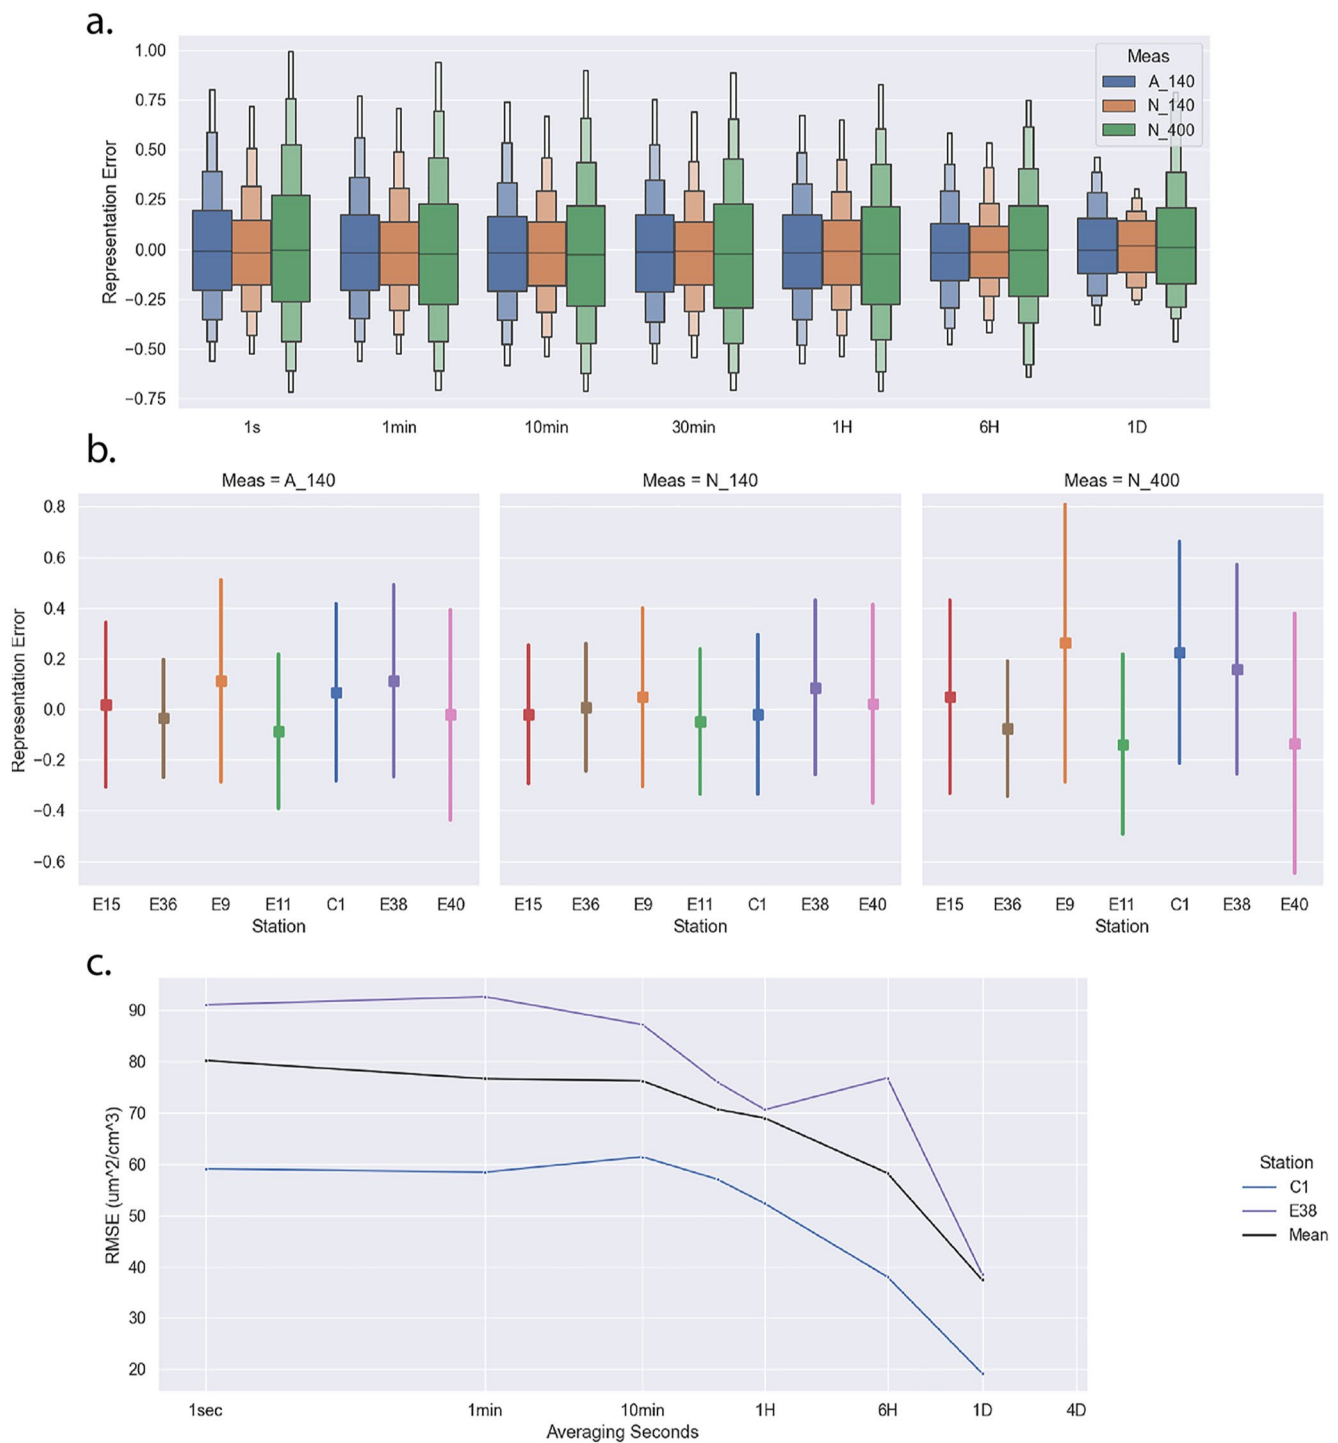 a.
Meas
A_140
N_140
N_400
Representation Error
1.00
0.75
0.50
0.25
0.00
−0.25
−0.50
−0.75
1s 1min 10min 30min 1H 6H 1D
b.
Meas = A_140 Meas = N_140 Meas = N_400
Representation Error
0.8
0.6
0.4
0.2
0.0
−0.2
−0.4
−0.6
E15 E36 E9 E11 C1 E38 E40 E15 E36 E9 E11 C1 E38 E40 E15 E36 E9 E11 C1 E38 E40
Station Station Station
c.
RMSE (um^2/cm^3)
90
80
70
60
50
40
30
20
1sec 1min 10min 1H 6H 1D 4D
Averaging Seconds
Station
C1
E38
Mean